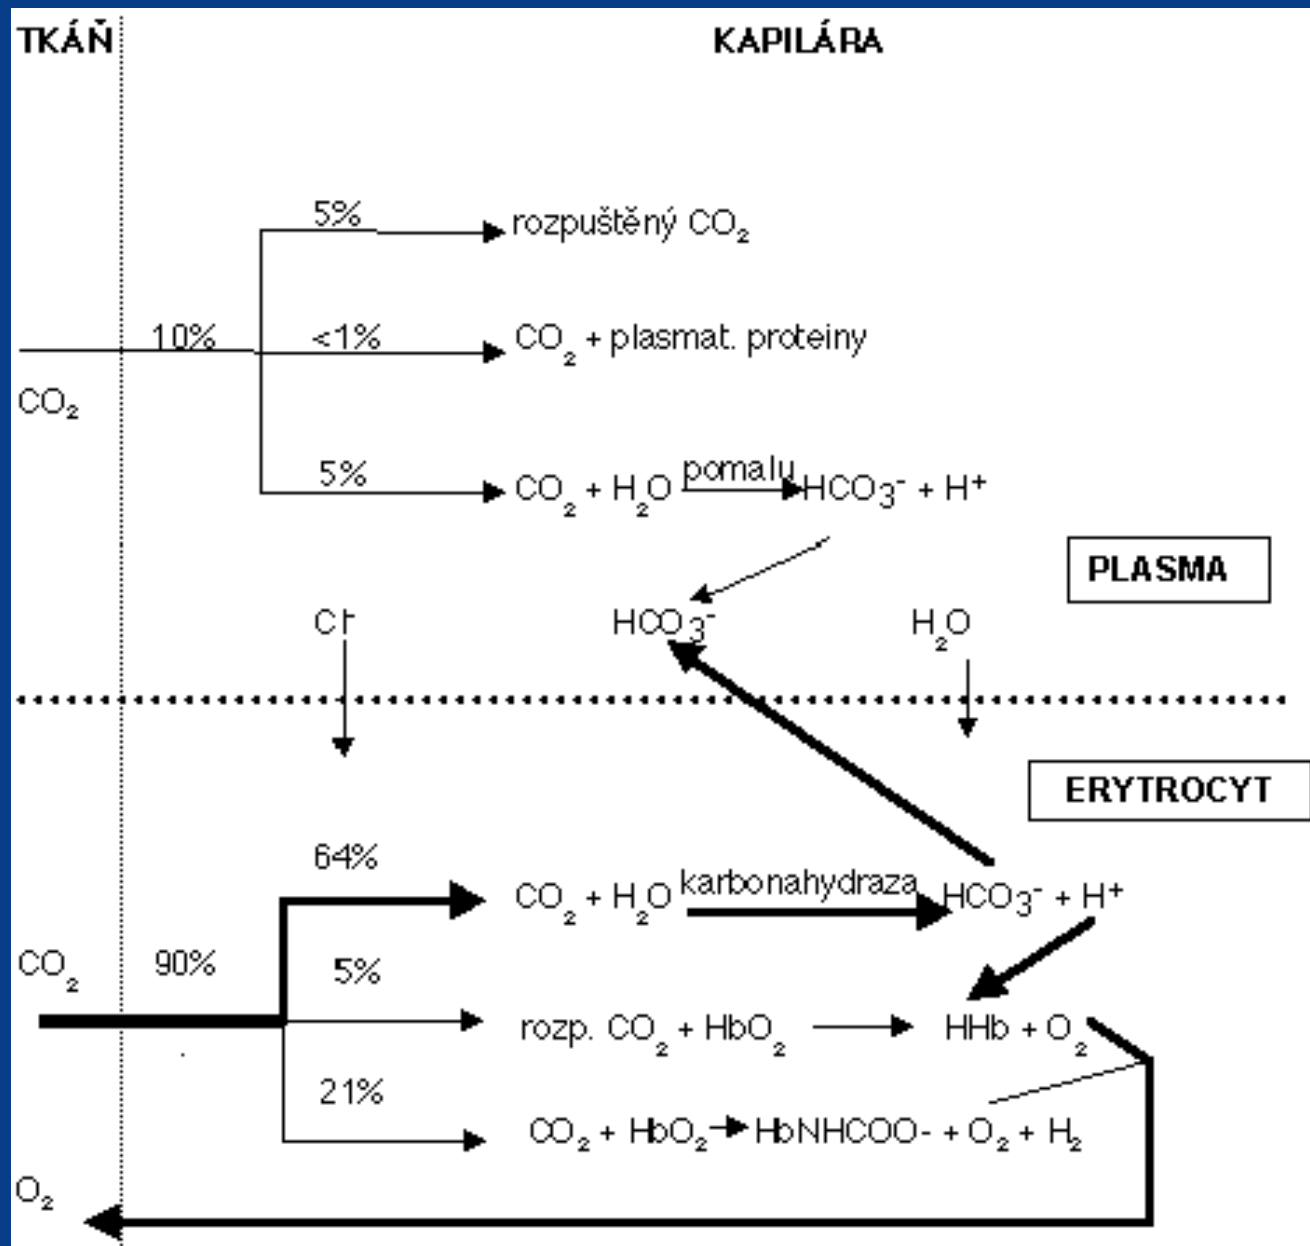 TKÁŇ KAPILÁRA
5% rozpuštěný CO₂
10% <1% CO₂ + plasmat. proteiny
CO₂
5% CO₂ + H₂O pomalu HCO₃⁻ + H⁺
PLASMA
Cl⁻ HCO₃⁻ H₂O
ERYTROCYT
64%
CO₂ + H₂O karbonahydraza HCO₃⁻ + H⁺
CO₂ 90% 5%
rozp. CO₂ + HbO₂ HHb + O₂
21%
CO₂ + HbO₂ HbNHCOO- + O₂ + H₂
O₂